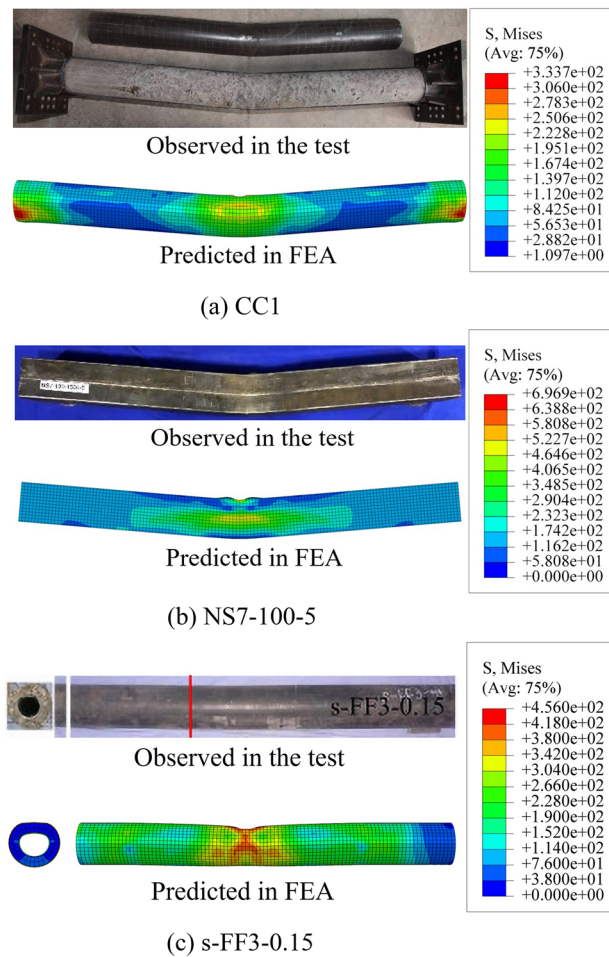 S, Mises
(Avg: 75%)
+3.337e+02
+3.060e+02
+2.783e+02
+2.506e+02
+2.228e+02
+1.951e+02
+1.674e+02
+1.397e+02
+1.120e+02
+8.425e+01
+5.653e+01
+2.882e+01
+1.097e+00
Observed in the test
Predicted in FEA
(a) CC1
S, Mises
(Avg: 75%)
+6.969e+02
+6.388e+02
+5.808e+02
+5.227e+02
+4.646e+02
+4.065e+02
+3.485e+02
+2.904e+02
+2.323e+02
+1.742e+02
+1.162e+02
+5.808e+01
+0.000e+00
Observed in the test
Predicted in FEA
(b) NS7-100-5
S, Mises
(Avg: 75%)
+4.560e+02
+4.180e+02
+3.800e+02
+3.420e+02
+3.040e+02
+2.660e+02
+2.280e+02
+1.900e+02
+1.520e+02
+1.140e+02
+7.600e+01
+3.800e+01
+0.000e+00
s-FF3-0.15
Observed in the test
Predicted in FEA
(c) s-FF3-0.15